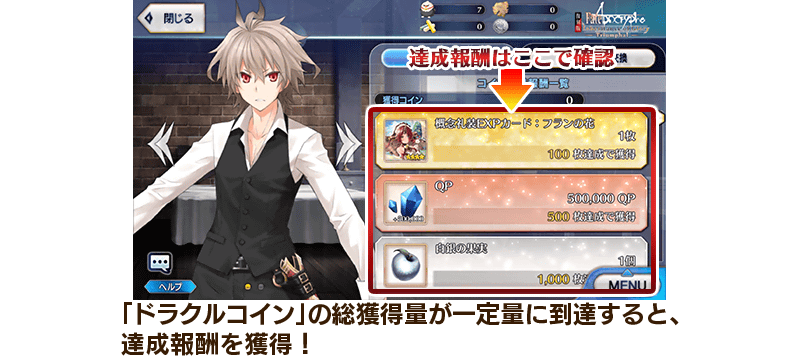 閉じる
7
0
0
0
Fate/Apocrypha
達成報酬はここで確認
獲得コイン
0
概念礼装EXPカード：フランの花
1枚
100 枚達成で獲得
QP
500,000 QP
500 枚達成で獲得
白銀の果実
1個
1,000
ヘルプ
MENU
「ドラクルコイン」の総獲得量が一定量に到達すると、
達成報酬を獲得！